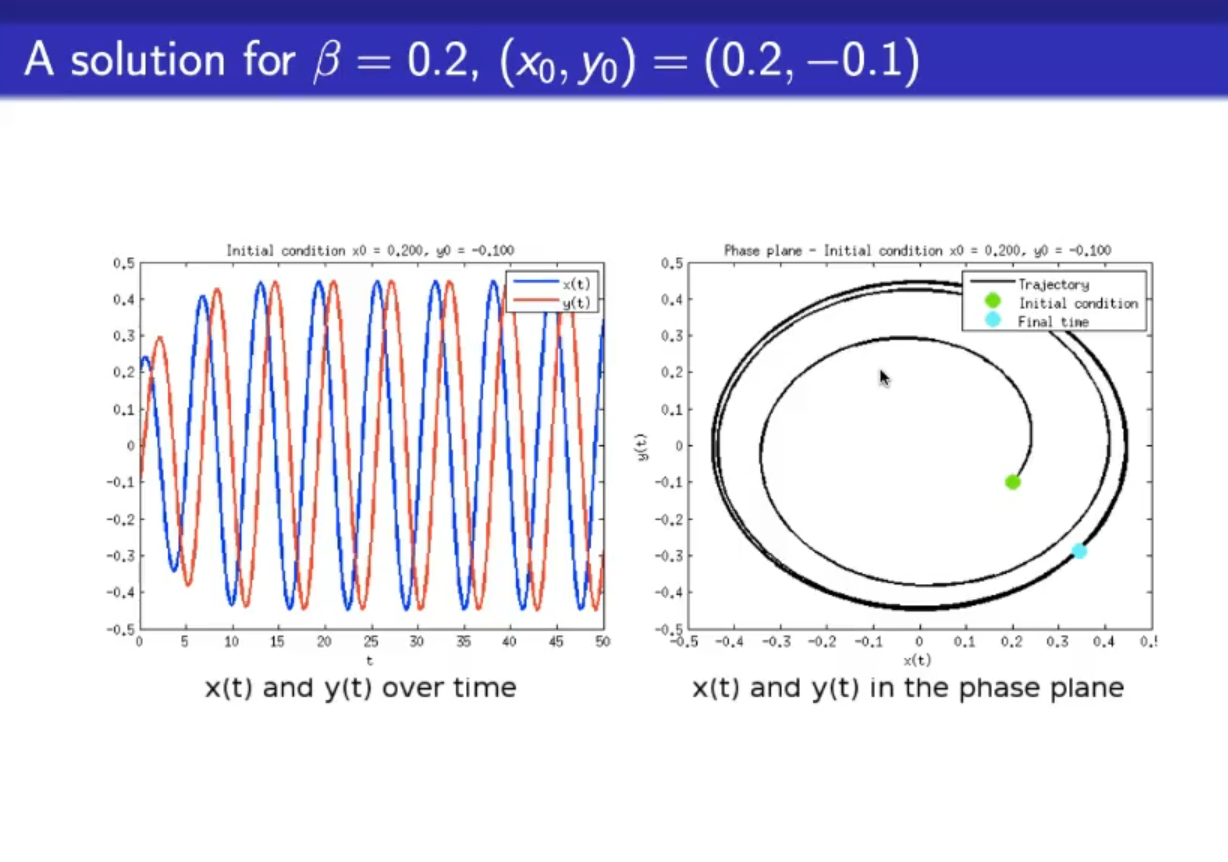 A solution for β = 0.2, (x₀, y₀) = (0.2, −0.1)
Initial condition x0 = 0.200, y0 = -0.100
0.5
0.4
0.3
0.2
0.1
0
-0.1
-0.2
-0.3
-0.4
-0.5
x(t)
y(t)
0 5 10 15 20 25 30 35 40 45 50
t
x(t) and y(t) over time
Phase plane - Initial condition x0 = 0.200, y0 = -0.100
y(t)
0.5
0.4
0.3
0.2
0.1
0
-0.1
-0.2
-0.3
-0.4
-0.5
Trajectory
Initial condition
Final time
-0.5 -0.4 -0.3 -0.2 -0.1 0 0.1 0.2 0.3 0.4
x(t)
x(t) and y(t) in the phase plane